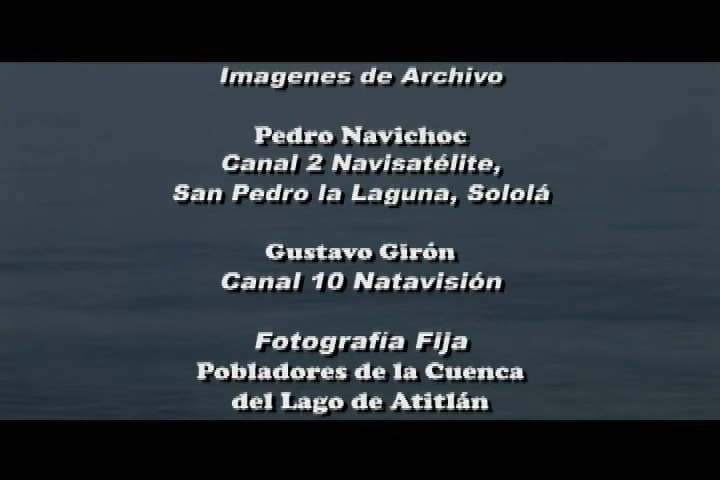 Imagenes de Archivo
Pedro Navichoc
Canal 2 Navisatélite,
San Pedro la Laguna, Sololá
Gustavo Girón
Canal 10 Natavisión
Fotografía Fija
Pobladores de la Cuenca
del Lago de Atitlán